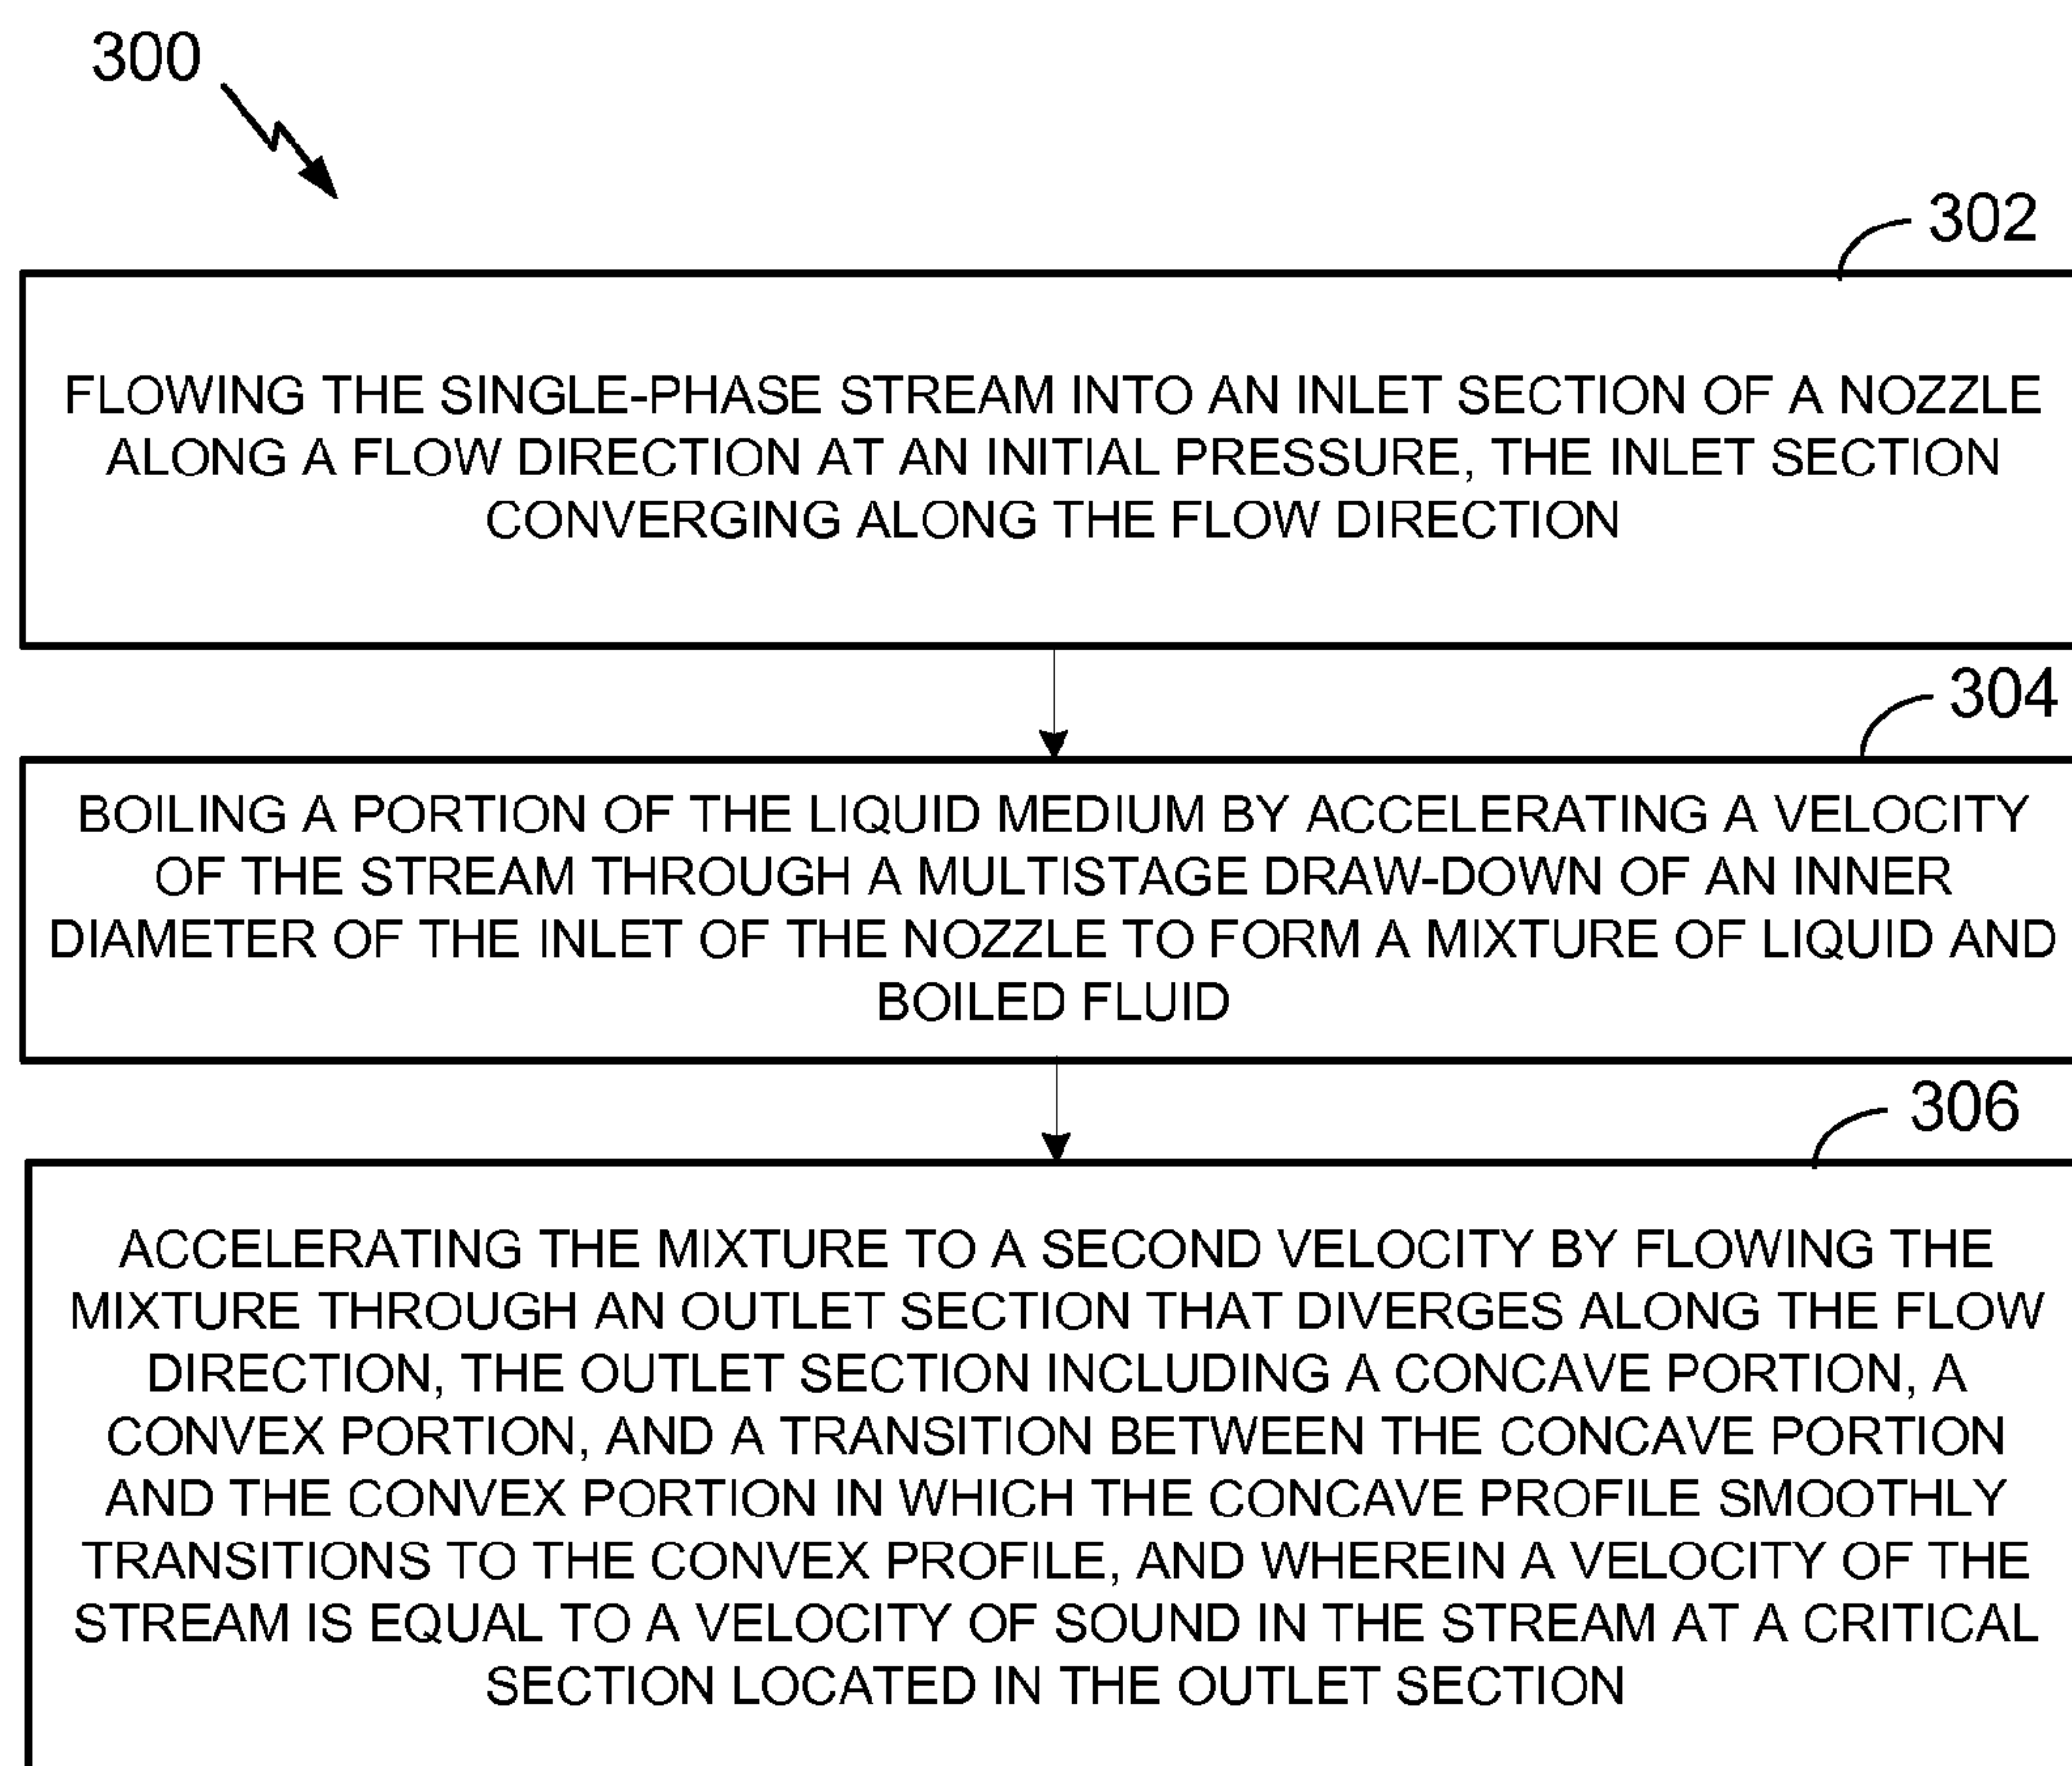 300
302
FLOWING THE SINGLE-PHASE STREAM INTO AN INLET SECTION OF A NOZZLE
ALONG A FLOW DIRECTION AT AN INITIAL PRESSURE, THE INLET SECTION
CONVERGING ALONG THE FLOW DIRECTION
304
BOILING A PORTION OF THE LIQUID MEDIUM BY ACCELERATING A VELOCITY
OF THE STREAM THROUGH A MULTISTAGE DRAW-DOWN OF AN INNER
DIAMETER OF THE INLET OF THE NOZZLE TO FORM A MIXTURE OF LIQUID AND
BOILED FLUID
306
ACCELERATING THE MIXTURE TO A SECOND VELOCITY BY FLOWING THE
MIXTURE THROUGH AN OUTLET SECTION THAT DIVERGES ALONG THE FLOW
DIRECTION, THE OUTLET SECTION INCLUDING A CONCAVE PORTION, A
CONVEX PORTION, AND A TRANSITION BETWEEN THE CONCAVE PORTION
AND THE CONVEX PORTION IN WHICH THE CONCAVE PROFILE SMOOTHLY
TRANSITIONS TO THE CONVEX PROFILE, AND WHEREIN A VELOCITY OF THE
STREAM IS EQUAL TO A VELOCITY OF SOUND IN THE STREAM AT A CRITICAL
SECTION LOCATED IN THE OUTLET SECTION